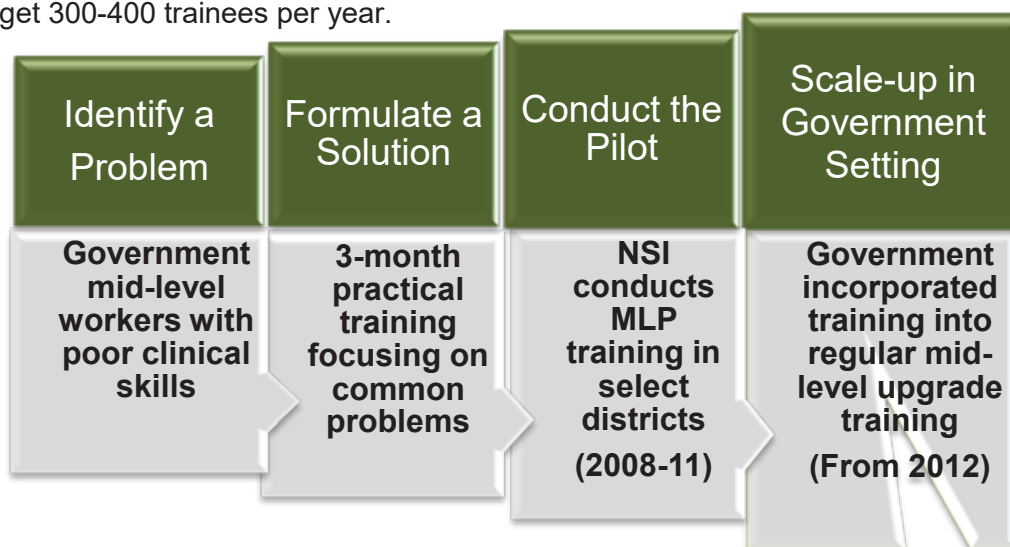 get 300-400 trainees per year.
Identify a
Problem
Government
mid-level
workers with
poor clinical
skills
Formulate a
Solution
3-month
practical
training
focusing on
common
problems
Conduct the
Pilot
NSI
conducts
MLP
training in
select
districts
(2008-11)
Scale-up in
Government
Setting
Government
incorporated
training into
regular mid-
level upgrade
training
(From 2012)